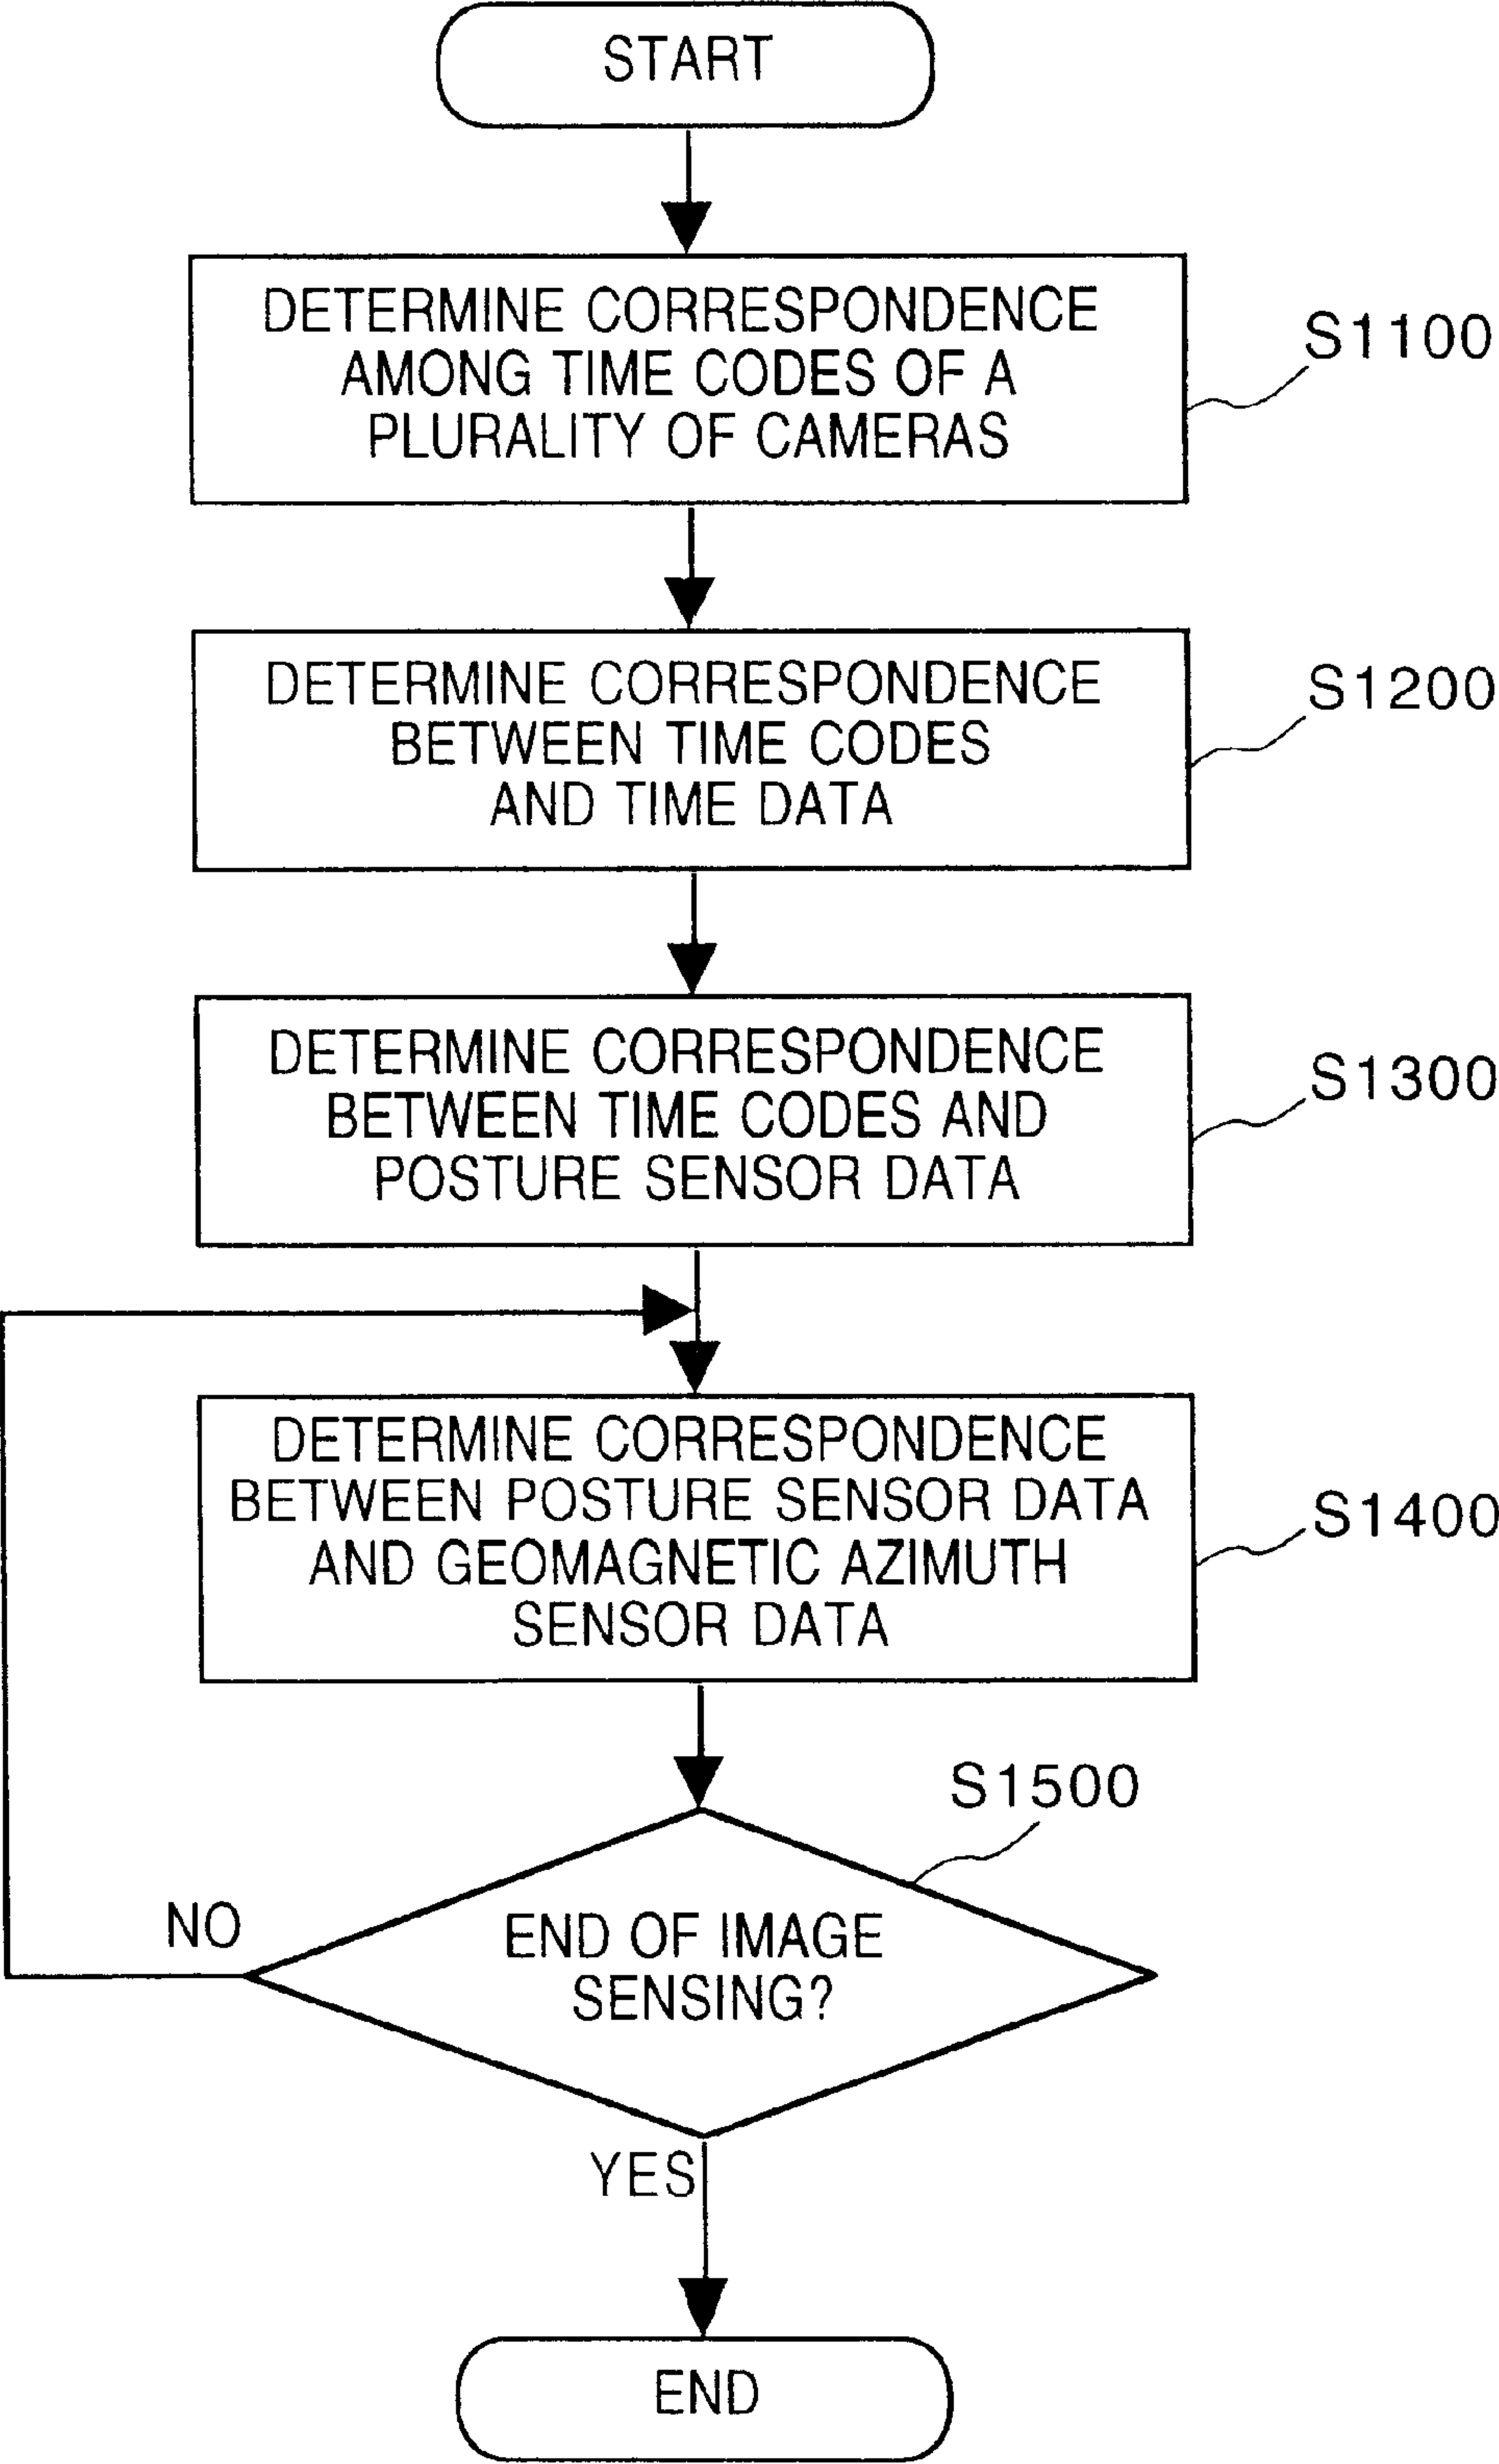 START
DETERMINE CORRESPONDENCE
AMONG TIME CODES OF A
PLURALITY OF CAMERAS
S1100
DETERMINE CORRESPONDENCE
BETWEEN TIME CODES
AND TIME DATA
S1200
DETERMINE CORRESPONDENCE
BETWEEN TIME CODES AND
POSTURE SENSOR DATA
S1300
DETERMINE CORRESPONDENCE
BETWEEN POSTURE SENSOR DATA
AND GEOMAGNETIC AZIMUTH
SENSOR DATA
S1400
S1500
NO
END OF IMAGE
SENSING?
YES
END